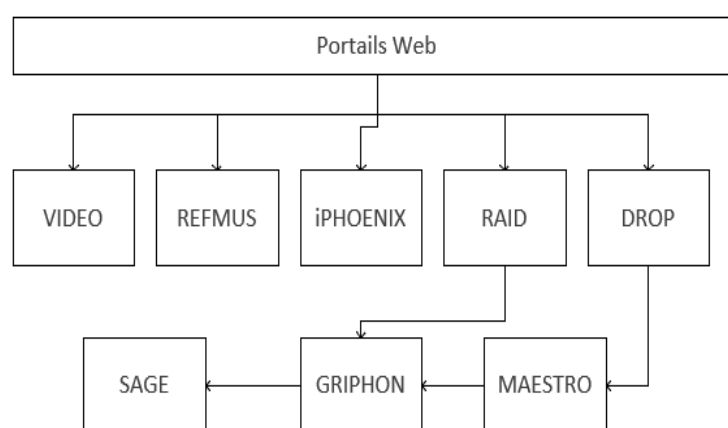 Portails Web
VIDEO
REFMUS
iPHOENIX
RAID
DROP
SAGE
GRIPHON
MAESTRO